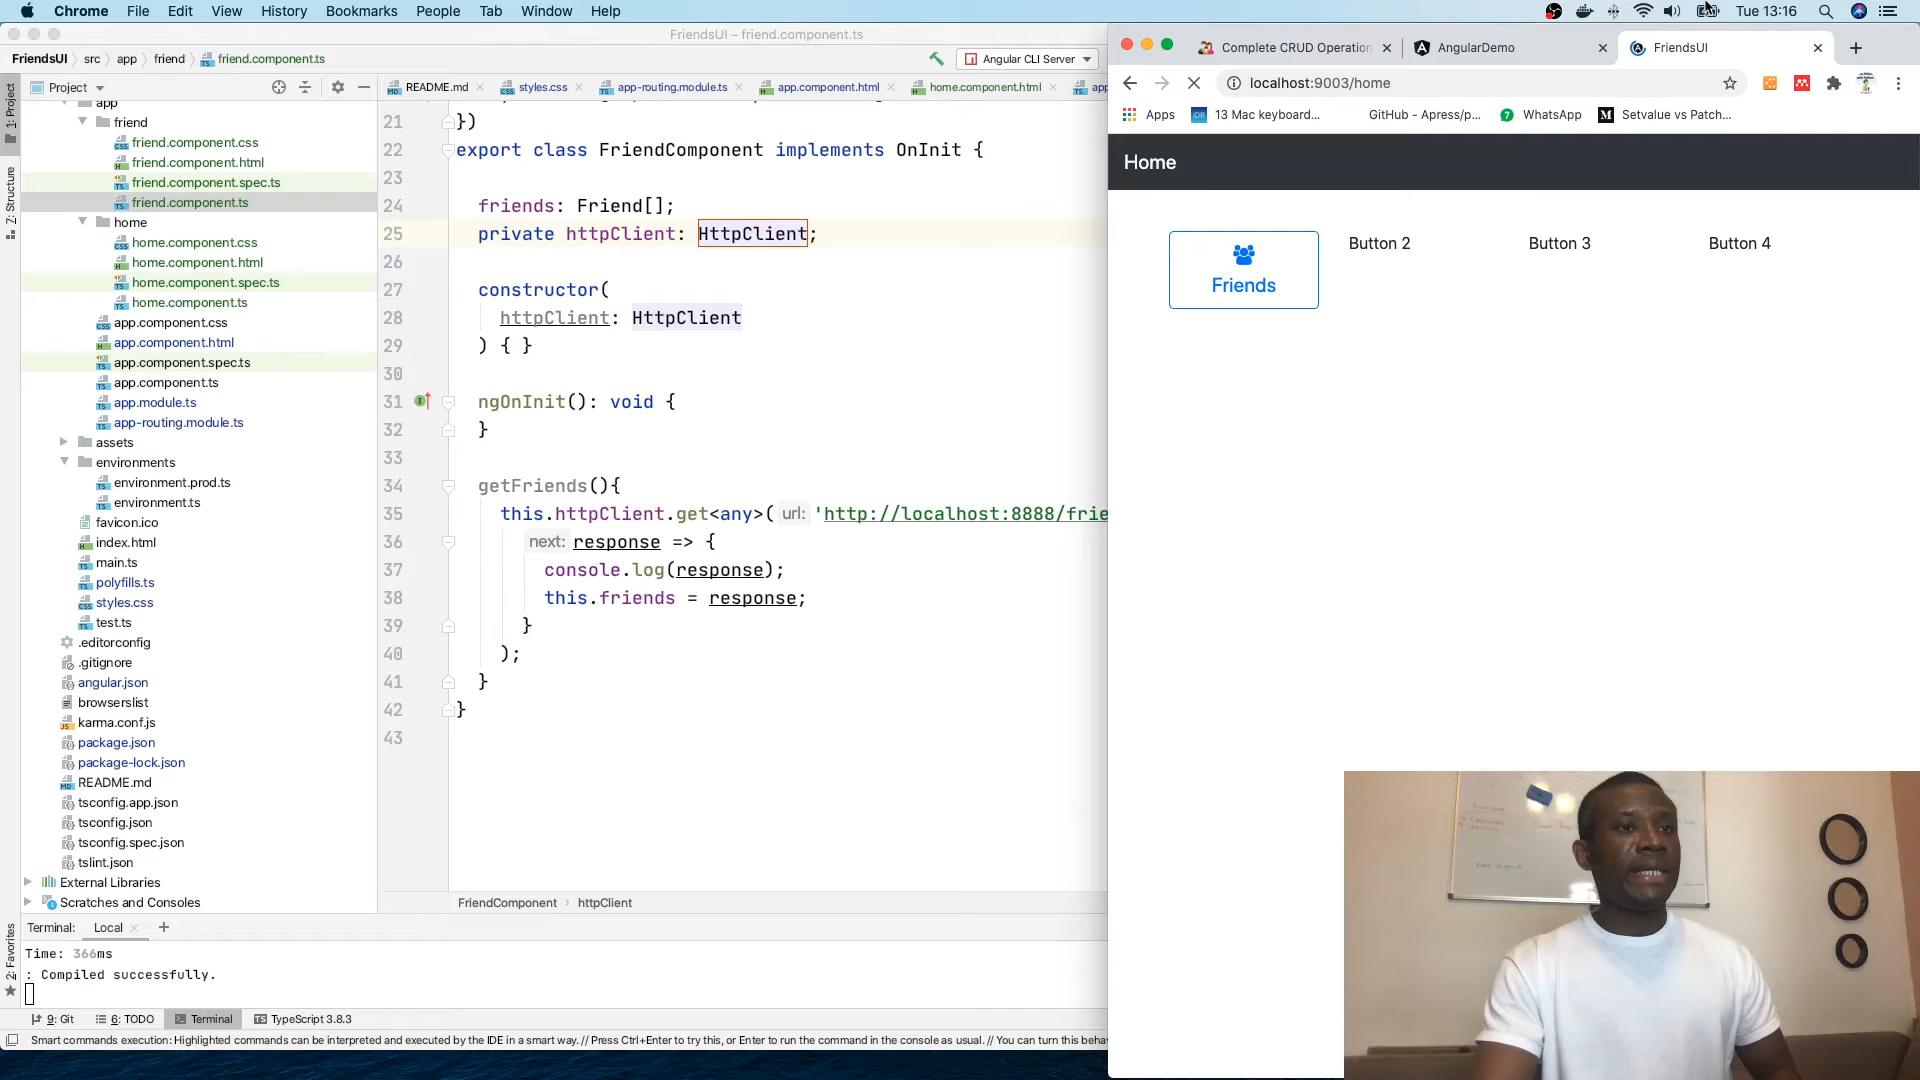 Chrome File Edit View History Bookmarks People Tab Window Help
Tue 13:16
FriendsUI – friend.component.ts
FriendsUI src app friend friend.component.ts
Angular CLI Server
Project
README.md styles.css app-routing.module.ts app.component.html home.component.html app
1: Project
Z: Structure
2: Favorites
app
friend
friend.component.css
friend.component.html
friend.component.spec.ts
friend.component.ts
home
home.component.css
home.component.html
home.component.spec.ts
home.component.ts
app.component.css
app.component.html
app.component.spec.ts
app.component.ts
app.module.ts
app-routing.module.ts
assets
environments
environment.prod.ts
environment.ts
favicon.ico
index.html
main.ts
polyfills.ts
styles.css
test.ts
.editorconfig
.gitignore
angular.json
browserslist
karma.conf.js
package.json
package-lock.json
README.md
tsconfig.app.json
tsconfig.json
tsconfig.spec.json
tslint.json
External Libraries
Scratches and Consoles
21 })
22 export class FriendComponent implements OnInit {
23
24 friends: Friend[];
25 private httpClient: HttpClient;
26
27 constructor(
28 httpClient: HttpClient
29 ) { }
30
31 ngOnInit(): void {
32 }
33
34 getFriends(){
35 this.httpClient.get<any>( url: 'http://localhost:8888/frie
36 next: response => {
37 console.log(response);
38 this.friends = response;
39 }
40 );
41 }
42 }
43
FriendComponent › httpClient
Terminal: Local +
Time: 366ms
: Compiled successfully.
9: Git 6: TODO Terminal TypeScript 3.8.3
Smart commands execution: Highlighted commands can be interpreted and executed by the IDE in a smart way. // Press Ctrl+Enter to try this, or Enter to run the command in the console as usual. // You can turn this beha
Complete CRUD Operation AngularDemo FriendsUI
localhost:9003/home
Apps 13 Mac keyboard... GitHub - Apress/p... WhatsApp Setvalue vs Patch...
Home
Friends
Button 2 Button 3 Button 4